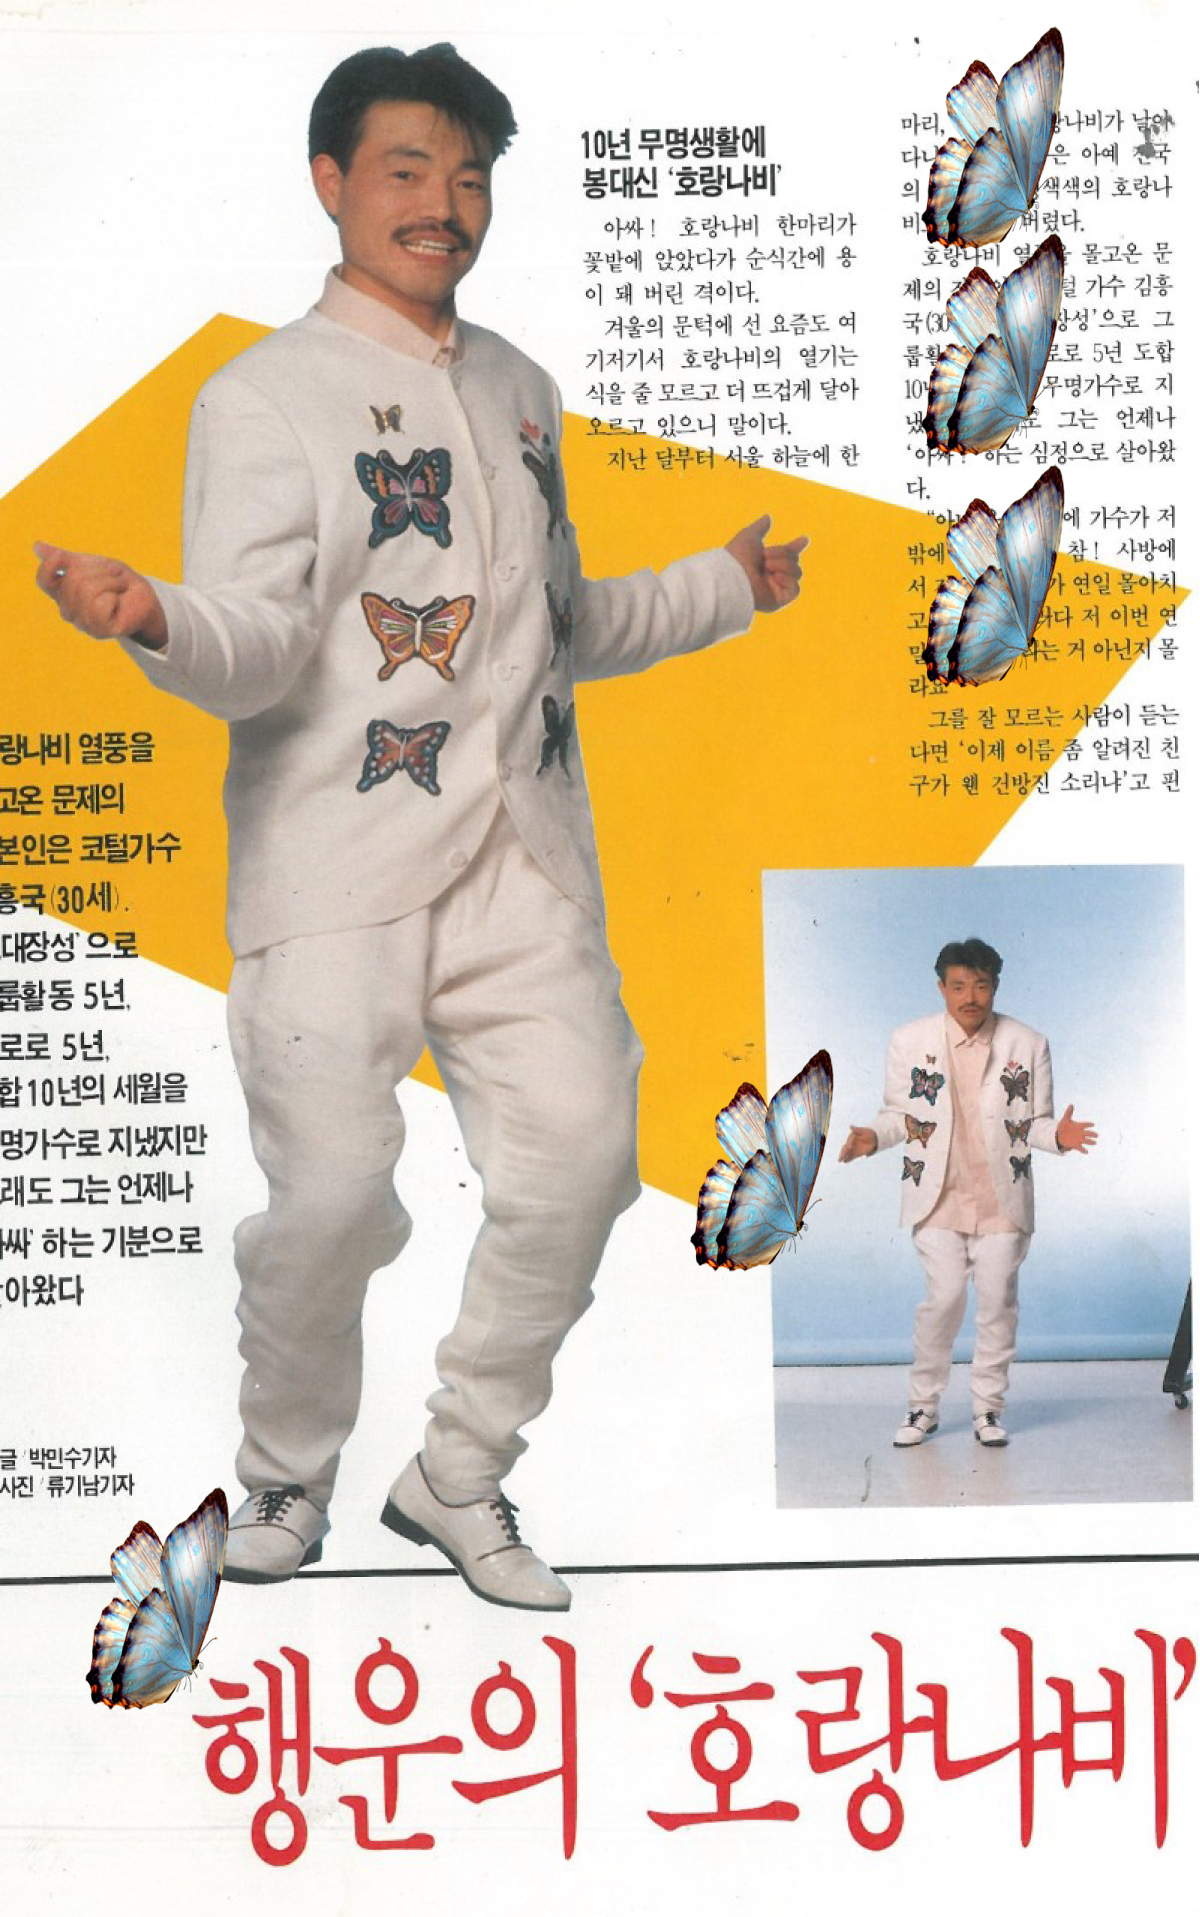 10년 무명생활에
봉대신 ‘호랑나비’
아싸! 호랑나비 한마리가
꽃밭에 앉았다가 순식간에 용
이 돼 버린 격이다.
겨울의 문턱에 선 요즘도 여
기저기서 호랑나비의 열기는
식을 줄 모르고 더 뜨겁게 달아
오르고 있으니 말이다.
지난 달부터 서울 하늘에 한
마리, 날아
다 은 아예 전국
의 색색의 호랑나
버렸다.
호랑나비 몰고온 문
제의 가수 김흥
국(30 으로 그
로로 5년 도합
무명가수로 지
그는 언제나
하는 심정으로 살아왔
다.
에 가수가 저
밖에 참! 사방에
서 가 연일 몰아치
고 저 이번 연
거 아닌지 몰
라요
그를 잘 모르는 사람이 듣는
다면 ‘이제 이름 좀 알려진 친
구가 웬 건방진 소리냐’고 핀
랑나비 열풍을
고온 문제의
본인은 코털가수
흥국(30세).
대장성’으로
룹활동 5년,
로로 5년,
합 10년의 세월을
명가수로 지냈지만
래도 그는 언제나
싸’ 하는 기분으로
아왔다
글/박민수기자
사진/류기남기자
행운의 ‘호랑나비’